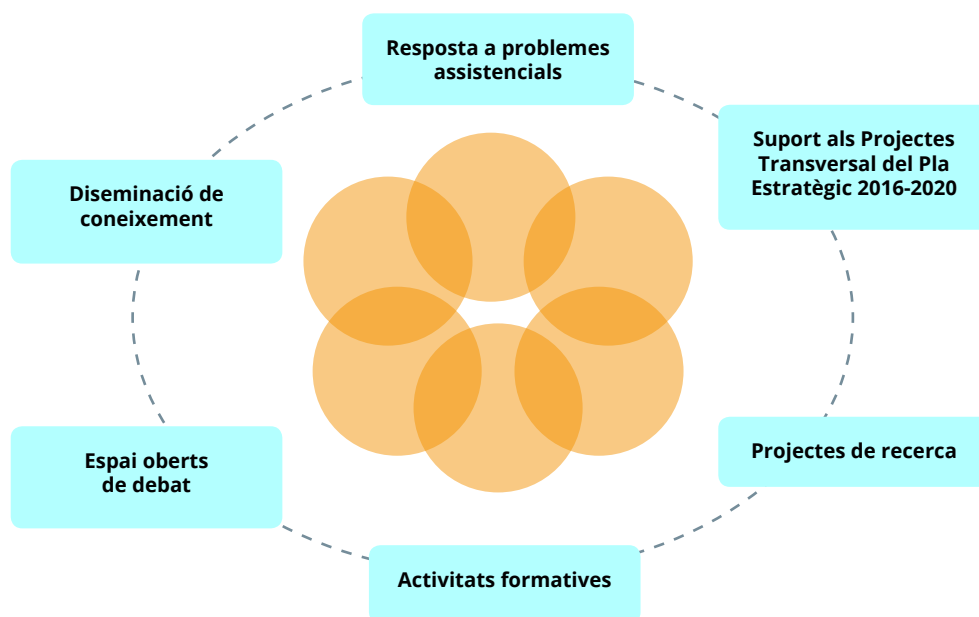 Resposta a problemes
assistencials
Suport als Projectes
Transversal del Pla
Estratègic 2016-2020
Diseminació de
coneixement
Espai oberts
de debat
Projectes de recerca
Activitats formatives